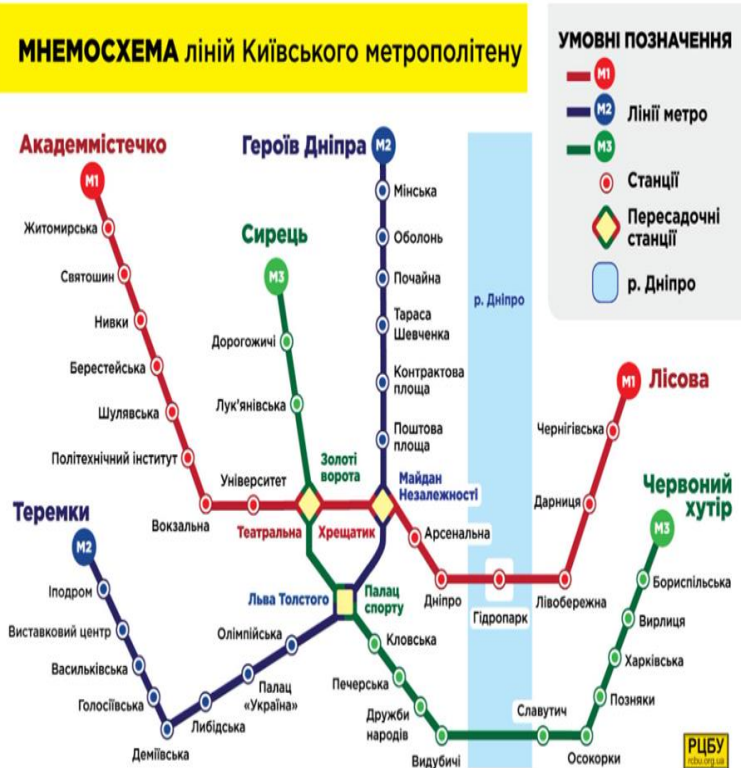 МНЕМОСХЕМА ліній Київського метрополітену
УМОВНІ ПОЗНАЧЕННЯ
М1
М2
Лінії метро
М3
Станції
Пересадочні
станції
р. Дніпро
Академмістечко
М1
Житомирська
Святошин
Нивки
Берестейська
Шулявська
Політехнічний інститут
Вокзальна
Університет
Театральна
Хрещатик
Арсенальна
Дніпро
Гідропарк
Лівобережна
Дарниця
Чернігівська
М1
Лісова
Героїв Дніпра
М2
Мінська
Оболонь
Почайна
Тараса
Шевченка
Контрактова
площа
Поштова
площа
Майдан
Незалежності
Льва Толстого
Олімпійська
Палац
«Україна»
Либідська
Деміївська
Голосіївська
Васильківська
Виставковий центр
Іподром
М2
Теремки
Сирець
М3
Дорогожичі
Лук'янівська
Золоті
ворота
Палац
спорту
Кловська
Печерська
Дружби
народів
Видубичі
Славутич
Осокорки
Позняки
Харківська
Вирлиця
Бориспільська
М3
Червоний
хутір
р. Дніпро
РЦБУ
rcbu.org.ua